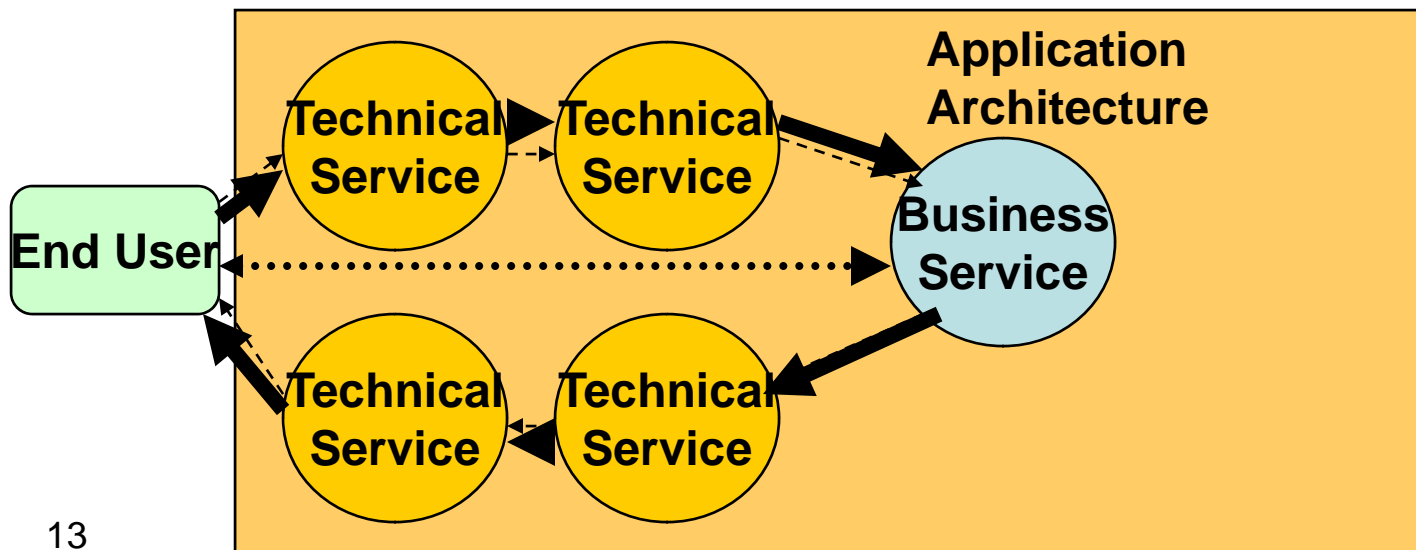 Application
Architecture
Technical
Service
Technical
Service
End User
Business
Service
Technical
Service
Technical
Service
13